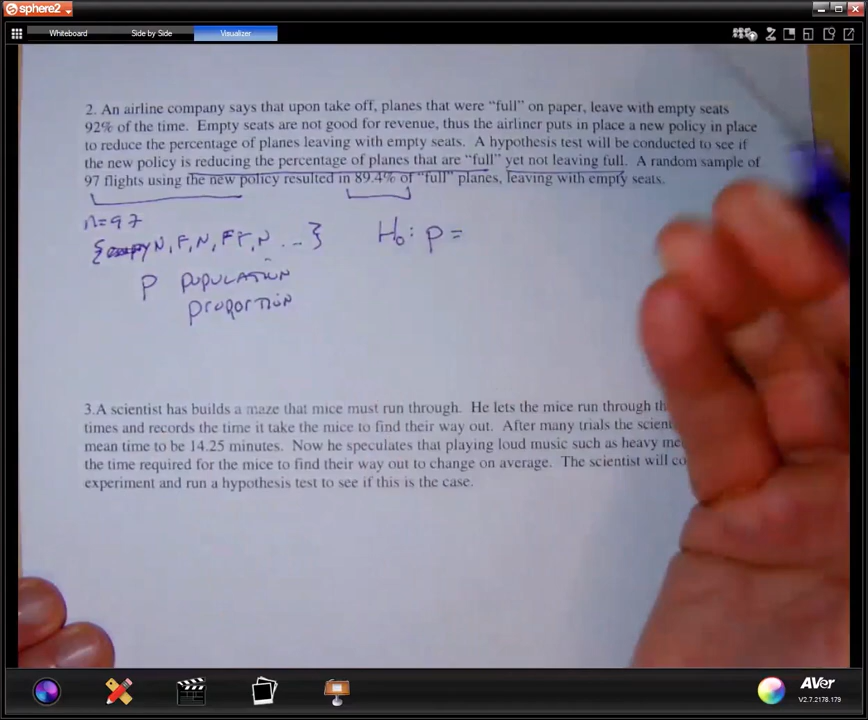 sphere2
Whiteboard
Side by Side
Visualizer
2. An airline company says that upon take off, planes that were "full" on paper, leave with empty seats
92% of the time. Empty seats are not good for revenue, thus the airliner puts in place a new policy in place
to reduce the percentage of planes leaving with empty seats. A hypothesis test will be conducted to see if
the new policy is reducing the percentage of planes that are "full" yet not leaving full. A random sample of
97 flights using the new policy resulted in 89.4% of "full" planes, leaving with empty seats.
n=97
{ N, F, N, F F, N ... }
H₀: p =
p population
proportion
3.A scientist has builds a maze that mice must run through. He lets the mice run through
times and records the time it take the mice to find their way out. After many trials the
mean time to be 14.25 minutes. Now he speculates that playing loud music such as heavy
the time required for the mice to find their way out to change on average. The scientist will
experiment and run a hypothesis test to see if this is the case.
AVer
V2.7.2178.179